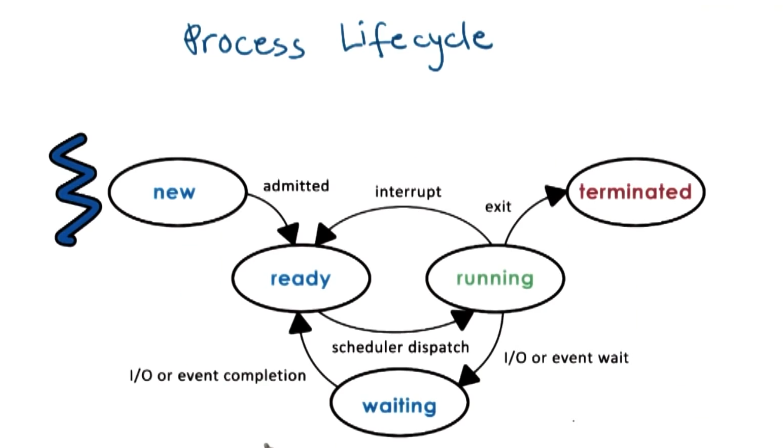 Process Lifecycle
new
admitted
interrupt
exit
terminated
ready
running
scheduler dispatch
I/O or event wait
I/O or event completion
waiting